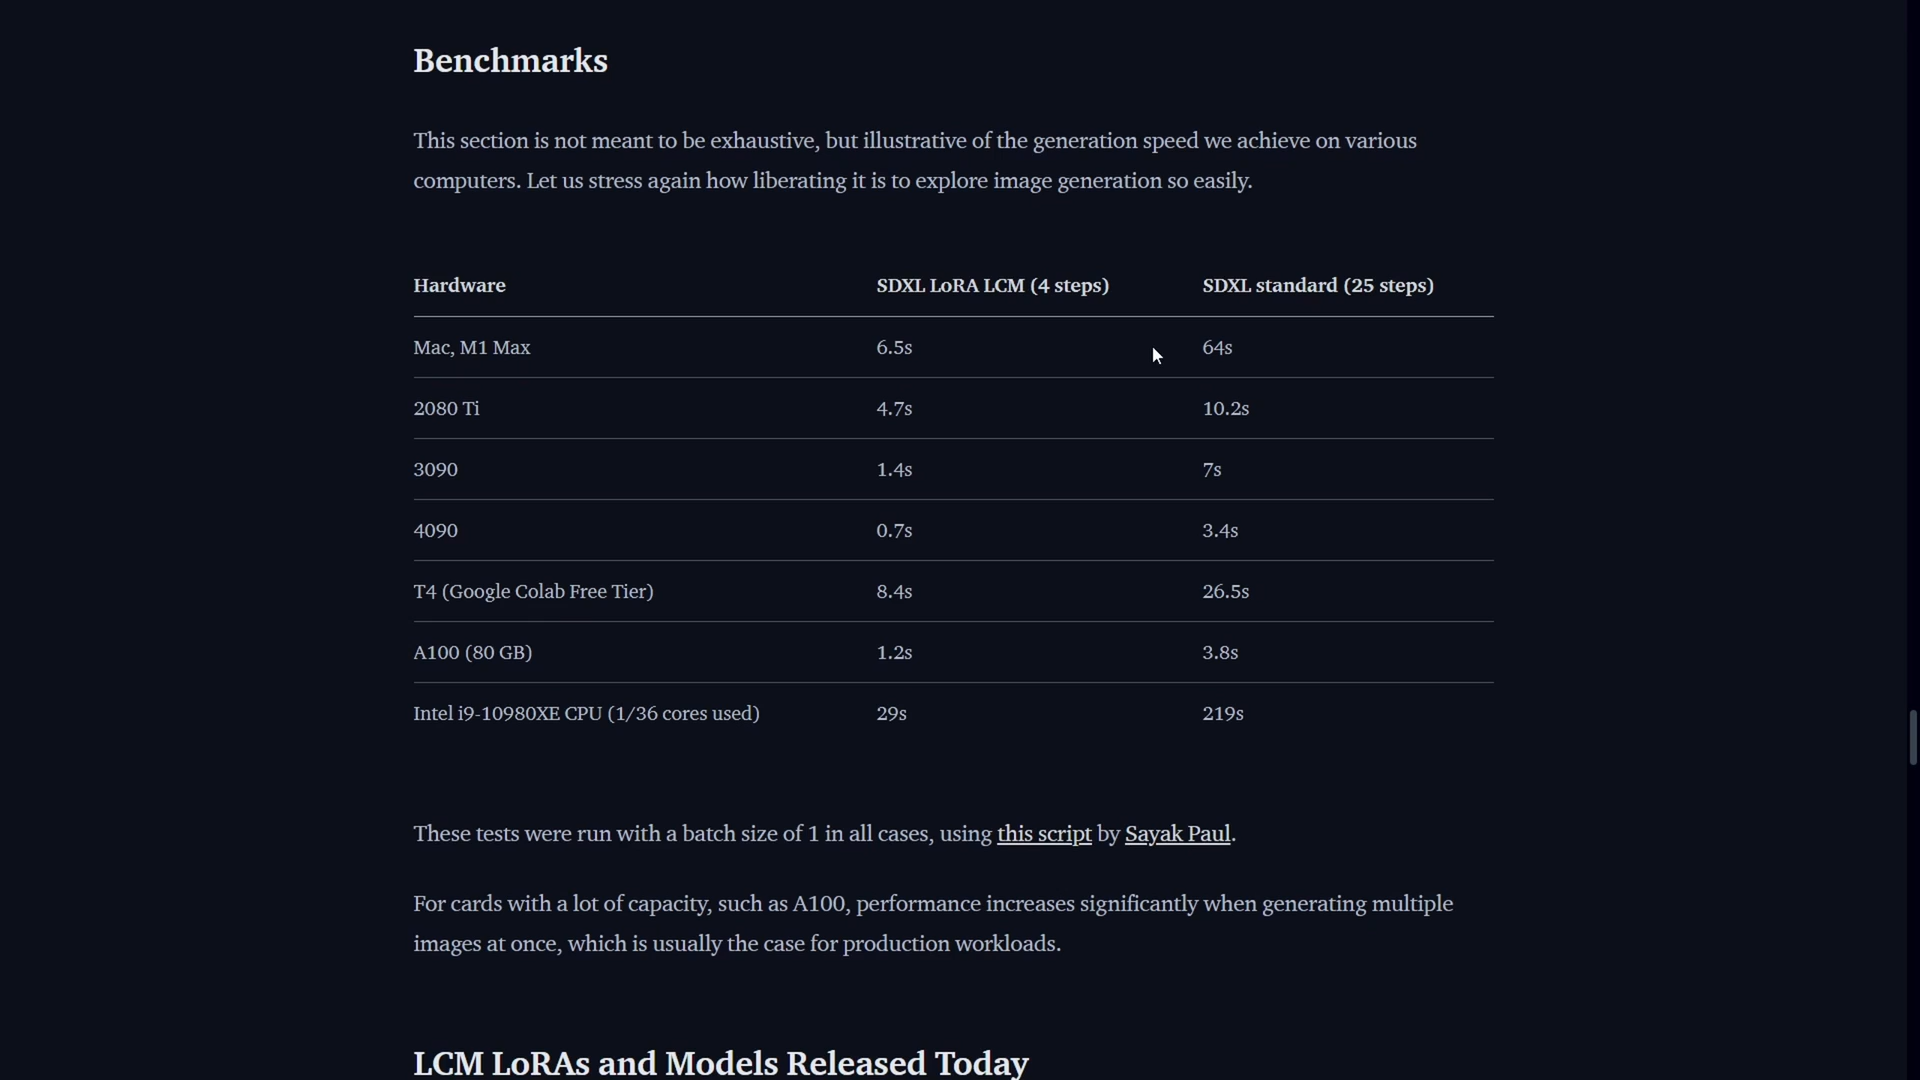 Benchmarks
This section is not meant to be exhaustive, but illustrative of the generation speed we achieve on various
computers. Let us stress again how liberating it is to explore image generation so easily.
Hardware SDXL LoRA LCM (4 steps) SDXL standard (25 steps)
Mac, M1 Max 6.5s 64s
2080 Ti 4.7s 10.2s
3090 1.4s 7s
4090 0.7s 3.4s
T4 (Google Colab Free Tier) 8.4s 26.5s
A100 (80 GB) 1.2s 3.8s
Intel i9-10980XE CPU (1/36 cores used) 29s 219s
These tests were run with a batch size of 1 in all cases, using this script by Sayak Paul.
For cards with a lot of capacity, such as A100, performance increases significantly when generating multiple
images at once, which is usually the case for production workloads.
LCM LoRAs and Models Released Today